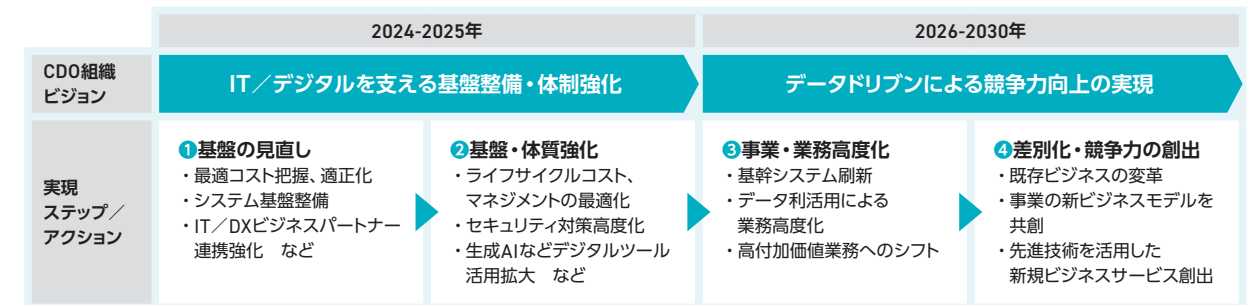 2024-2025年
2026-2030年
CDO組織
ビジョン
IT／デジタルを支える基盤整備・体制強化
データドリブンによる競争力向上の実現
実現
ステップ／
アクション
❶基盤の見直し
・最適コスト把握、適正化
・システム基盤整備
・IT／DXビジネスパートナー
連携強化　など
❷基盤・体質強化
・ライフサイクルコスト、
マネジメントの最適化
・セキュリティ対策高度化
・生成AIなどデジタルツール
活用拡大　など
❸事業・業務高度化
・基幹システム刷新
・データ利活用による
業務高度化
・高付加価値業務へのシフト
❹差別化・競争力の創出
・既存ビジネスの変革
・事業の新ビジネスモデルを
共創
・先進技術を活用した
新規ビジネスサービス創出